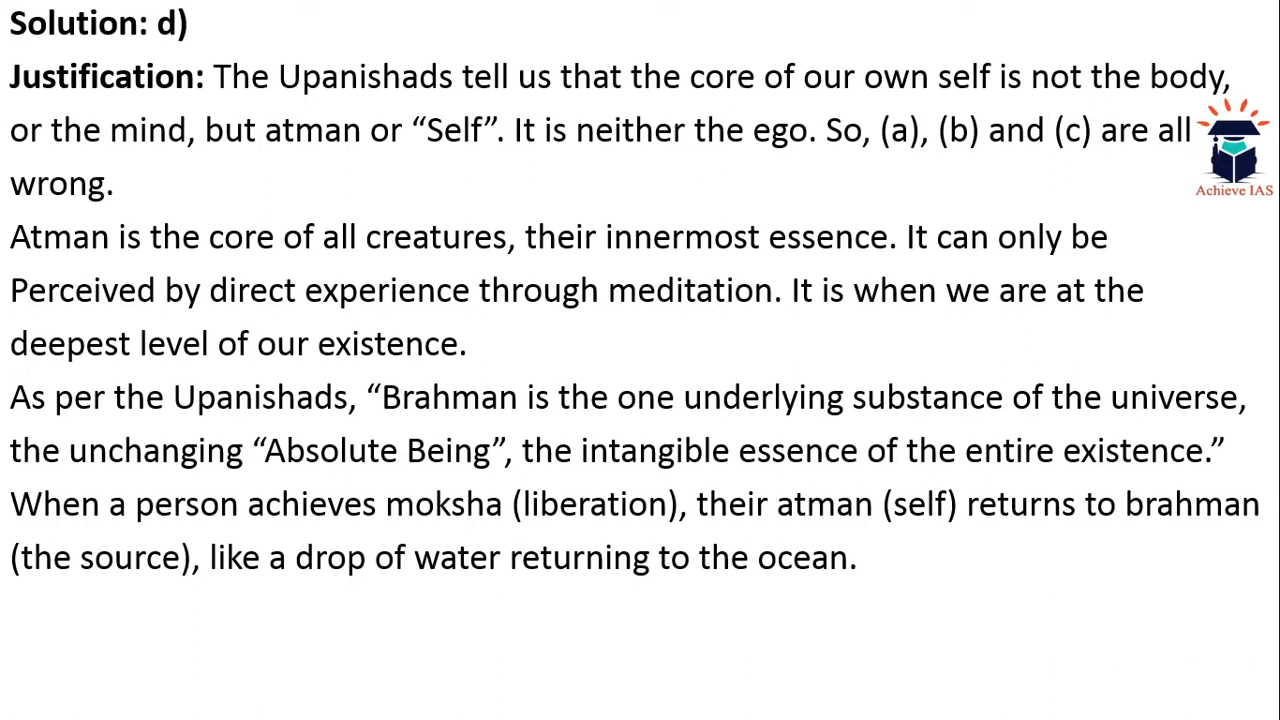 Solution: d)
Justification: The Upanishads tell us that the core of our own self is not the body,
or the mind, but atman or “Self”. It is neither the ego. So, (a), (b) and (c) are all
wrong.
Achieve IAS
Atman is the core of all creatures, their innermost essence. It can only be
Perceived by direct experience through meditation. It is when we are at the
deepest level of our existence.
As per the Upanishads, “Brahman is the one underlying substance of the universe,
the unchanging “Absolute Being”, the intangible essence of the entire existence.”
When a person achieves moksha (liberation), their atman (self) returns to brahman
(the source), like a drop of water returning to the ocean.